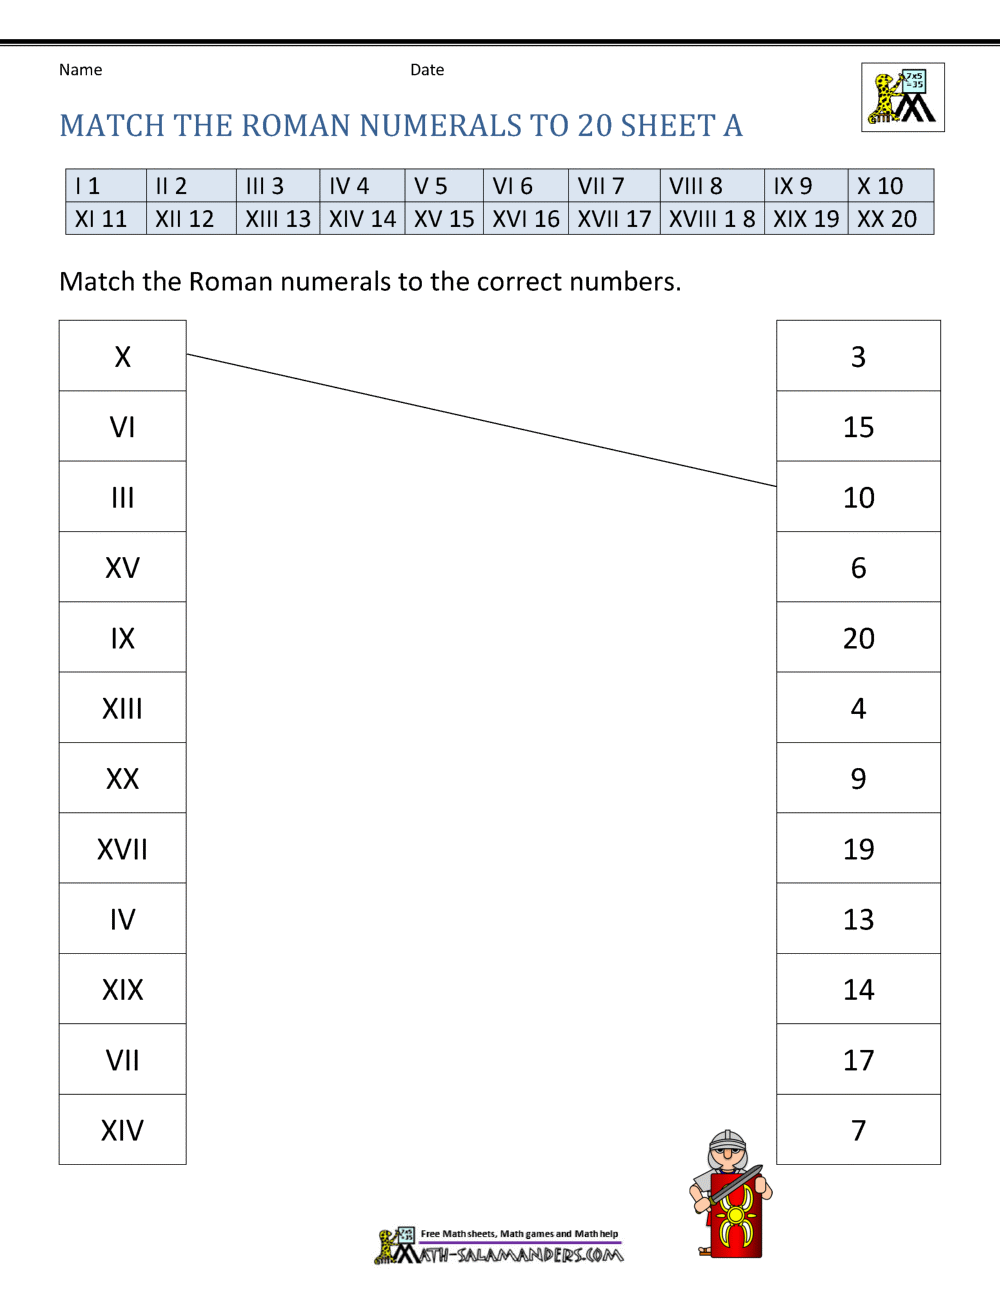 Name Date
7x5
=35
MATCH THE ROMAN NUMERALS TO 20 SHEET A
I 1 II 2 III 3 IV 4 V 5 VI 6 VII 7 VIII 8 IX 9 X 10
XI 11 XII 12 XIII 13 XIV 14 XV 15 XVI 16 XVII 17 XVIII 1 8 XIX 19 XX 20
Match the Roman numerals to the correct numbers.
X 3
VI 15
III 10
XV 6
IX 20
XIII 4
XX 9
XVII 19
IV 13
XIX 14
VII 17
XIV 7
Free Math sheets, Math games and Math help
MATH-SALAMANDERS.COM